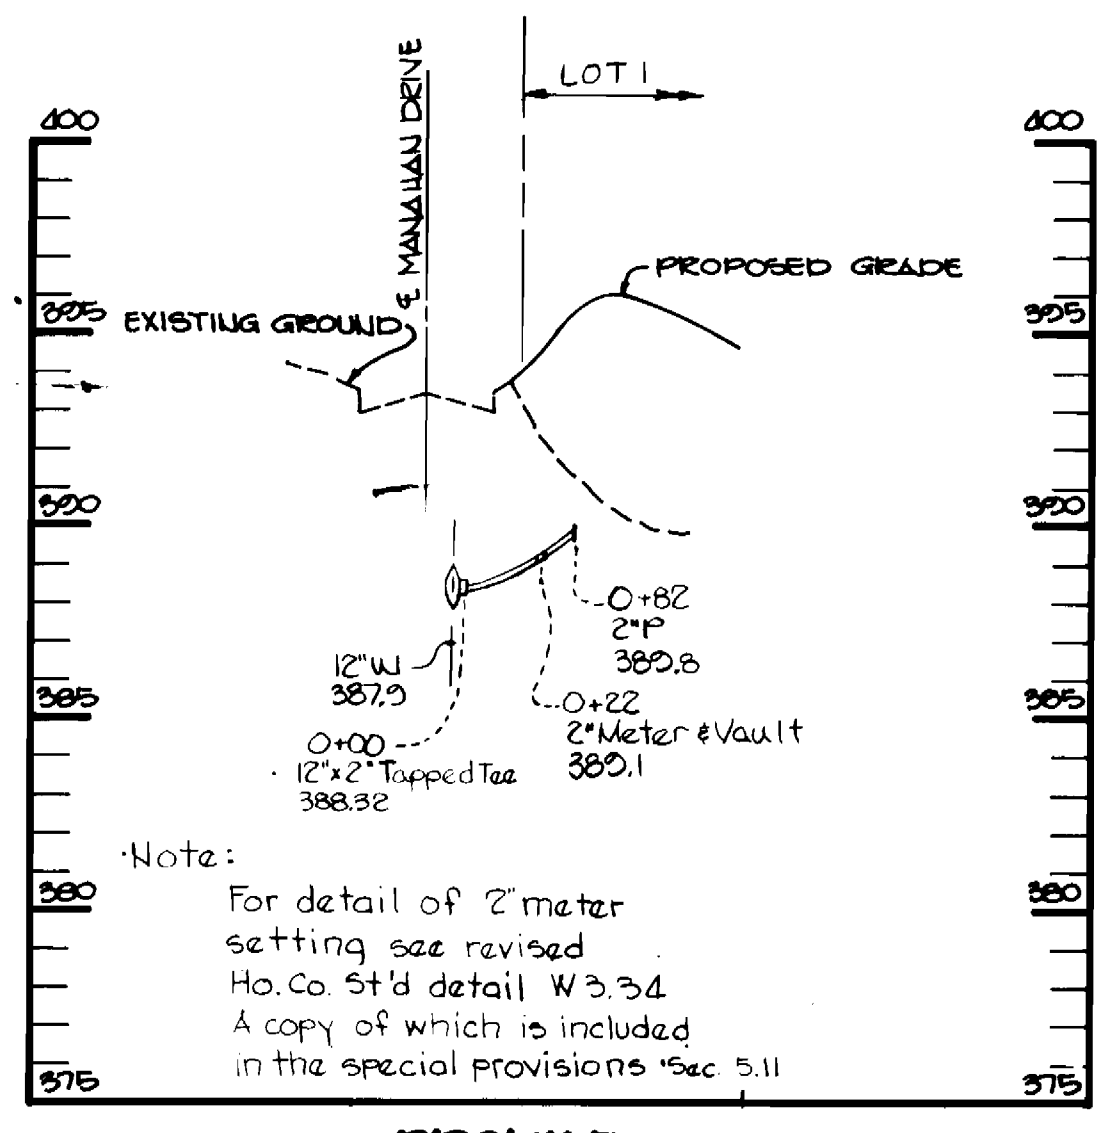 LOT 1
℄ MANAHAN DRIVE
400
400
PROPOSED GRADE
395
EXISTING GROUND
395
390
390
0+82
2"P
389.8
12"W
387.9
385
385
0+22
2"Meter & Vault
389.1
0+00
12"x2" Tapped Tee
388.32
Note:
380
380
For detail of 2" meter
setting see revised
Ho. Co. St'd detail W 3.34
A copy of which is included
in the special provisions Sec. 5.11
375
375